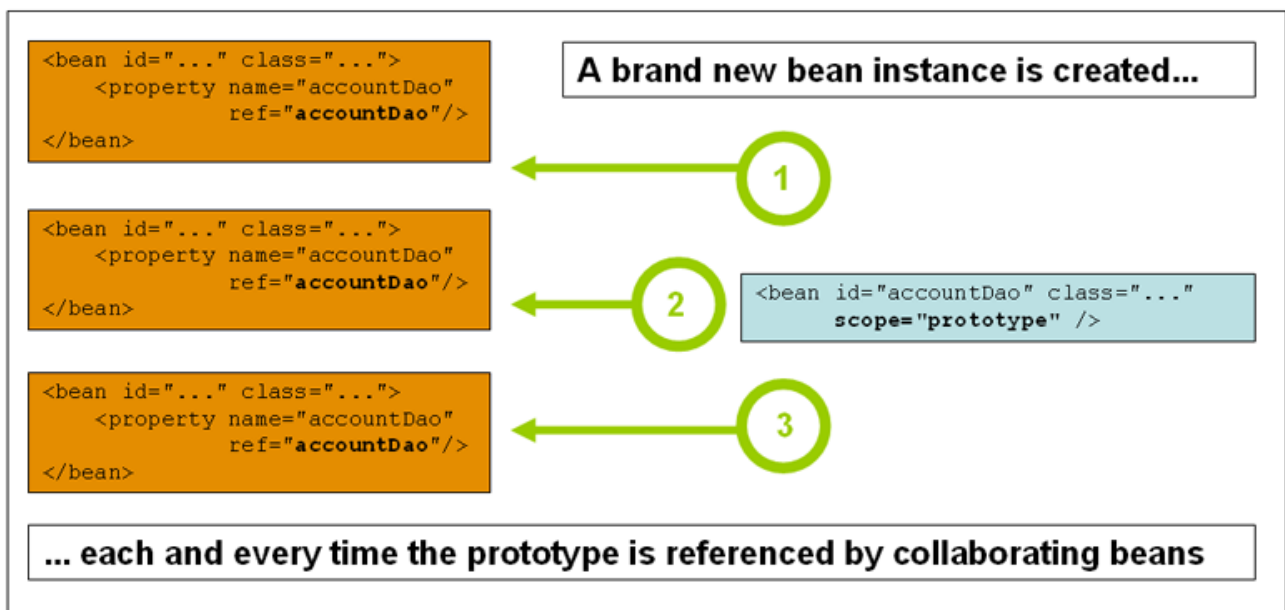 <bean id="..." class="...">
<property name="accountDao"
ref="accountDao"/>
</bean>
A brand new bean instance is created...
1
<bean id="..." class="...">
<property name="accountDao"
ref="accountDao"/>
</bean>
2
<bean id="accountDao" class="..."
scope="prototype" />
<bean id="..." class="...">
<property name="accountDao"
ref="accountDao"/>
</bean>
3
... each and every time the prototype is referenced by collaborating beans